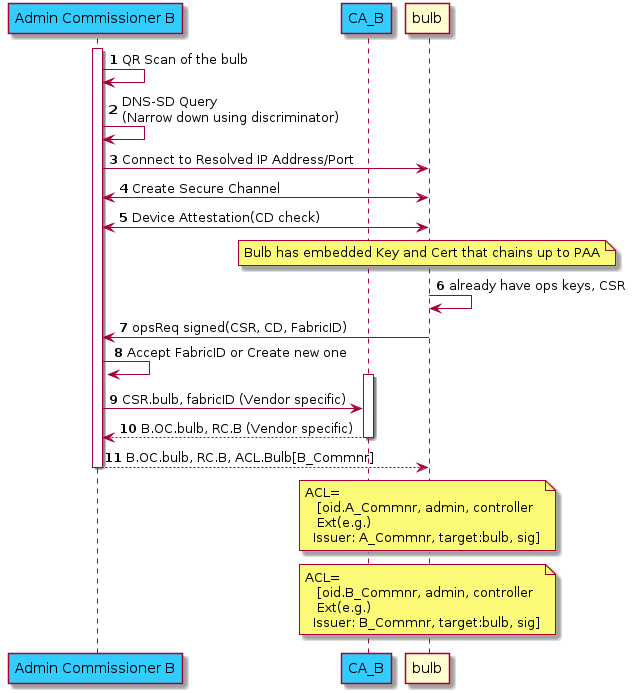 Admin Commissioner B CA_B bulb
1 QR Scan of the bulb
2 DNS-SD Query
(Narrow down using discriminator)
3 Connect to Resolved IP Address/Port
4 Create Secure Channel
5 Device Attestation(CD check)
Bulb has embedded Key and Cert that chains up to PAA
6 already have ops keys, CSR
7 opsReq signed(CSR, CD, FabricID)
8 Accept FabricID or Create new one
9 CSR.bulb, fabricID (Vendor specific)
10 B.OC.bulb, RC.B (Vendor specific)
11 B.OC.bulb, RC.B, ACL.Bulb[B_Commnr]
ACL=
[oid.A_Commnr, admin, controller
Ext(e.g.)
Issuer: A_Commnr, target:bulb, sig]
ACL=
[oid.B_Commnr, admin, controller
Ext(e.g.)
Issuer: B_Commnr, target:bulb, sig]
Admin Commissioner B CA_B bulb